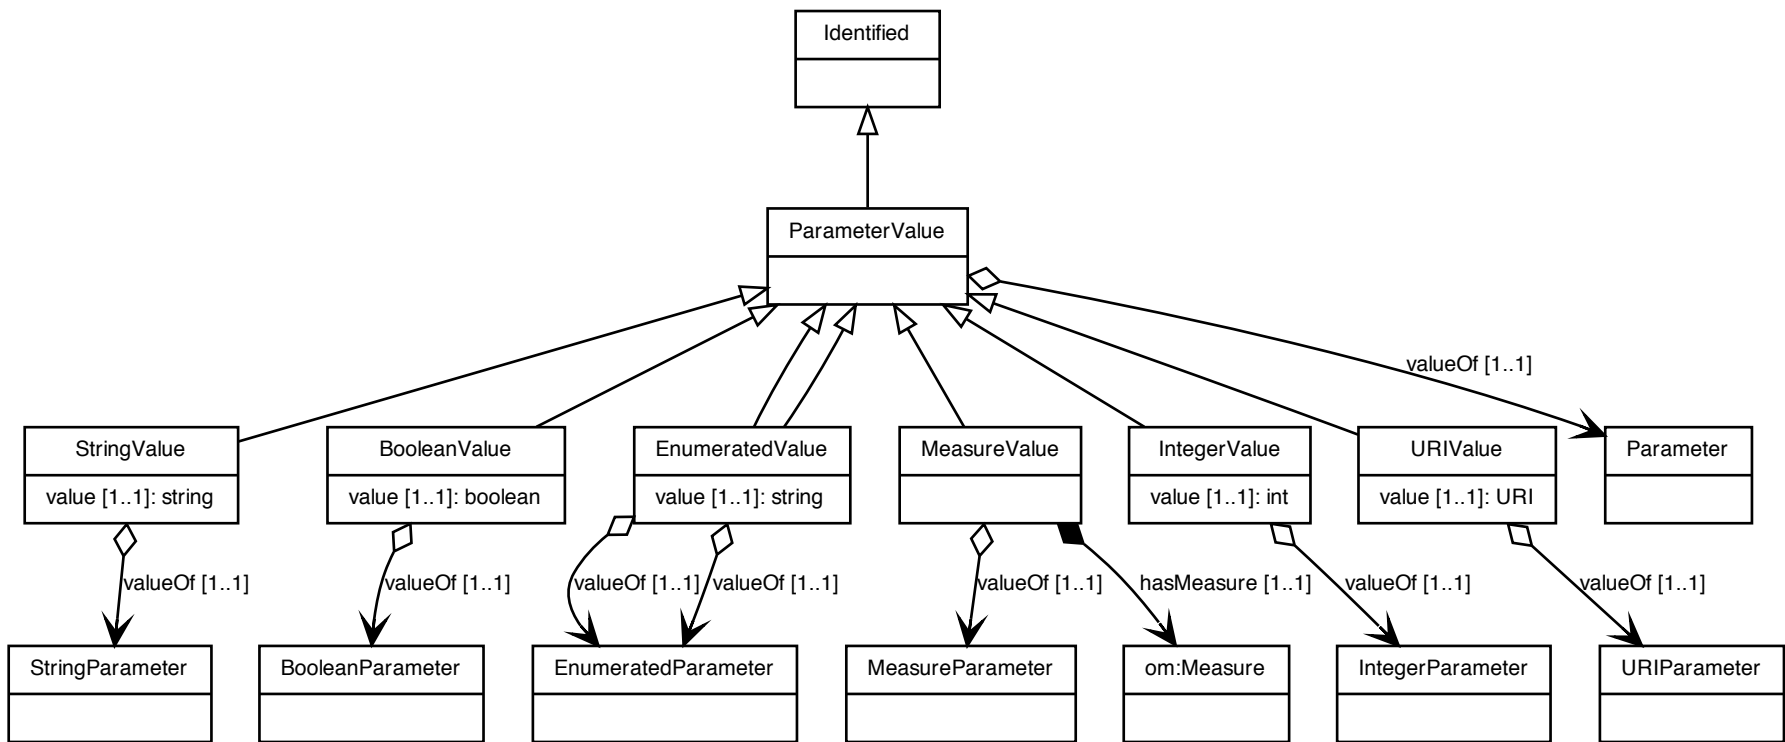 Identified
ParameterValue
valueOf [1..1]
StringValue
value [1..1]: string
BooleanValue
value [1..1]: boolean
EnumeratedValue
value [1..1]: string
MeasureValue
IntegerValue
value [1..1]: int
URIValue
value [1..1]: URI
Parameter
valueOf [1..1]
valueOf [1..1]
valueOf [1..1]
valueOf [1..1]
valueOf [1..1]
hasMeasure [1..1]
valueOf [1..1]
valueOf [1..1]
StringParameter
BooleanParameter
EnumeratedParameter
MeasureParameter
om:Measure
IntegerParameter
URIParameter